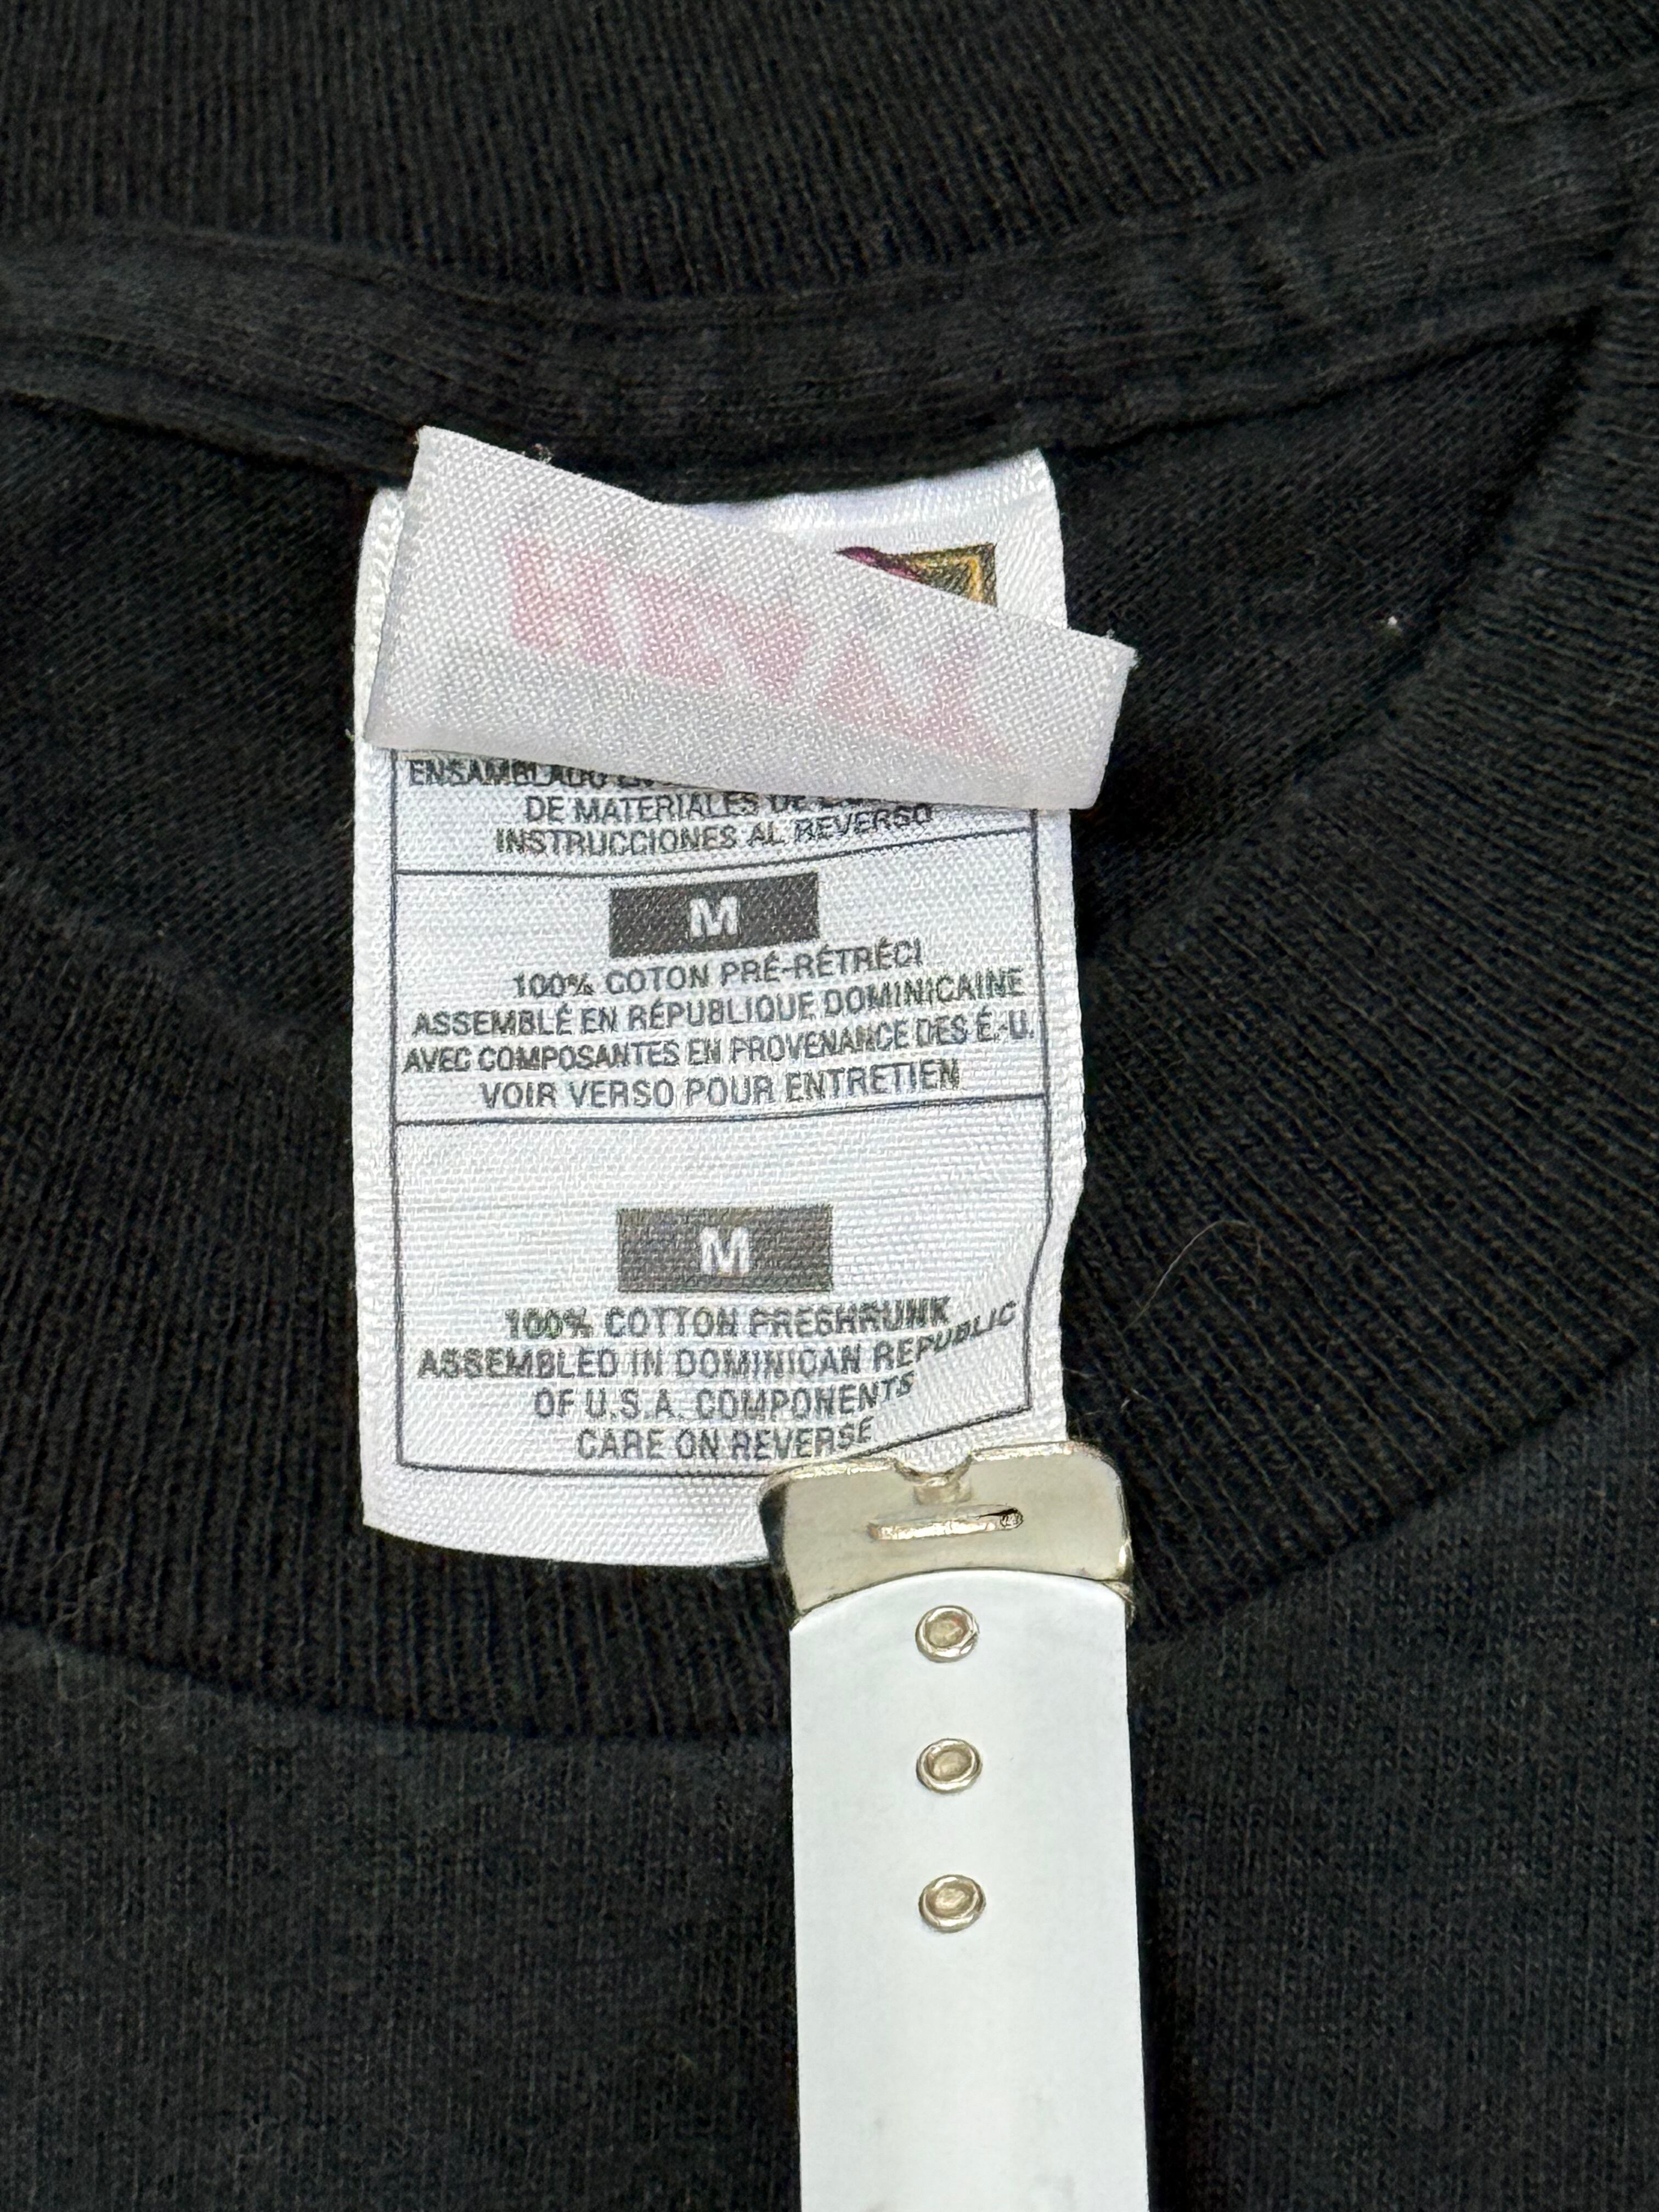 ENSAMBLADO
DE MATERIALES DE
INSTRUCCIONES AL REVERSO
M
100% COTON PRÉ-RÉTRÉCI
ASSEMBLÉ EN RÉPUBLIQUE DOMINICAINE
AVEC COMPOSANTES EN PROVENANCE DES É.-U.
VOIR VERSO POUR ENTRETIEN
M
100% COTTON PRESHRUNK
ASSEMBLED IN DOMINICAN REPUBLIC
OF U.S.A. COMPONENTS
CARE ON REVERSE